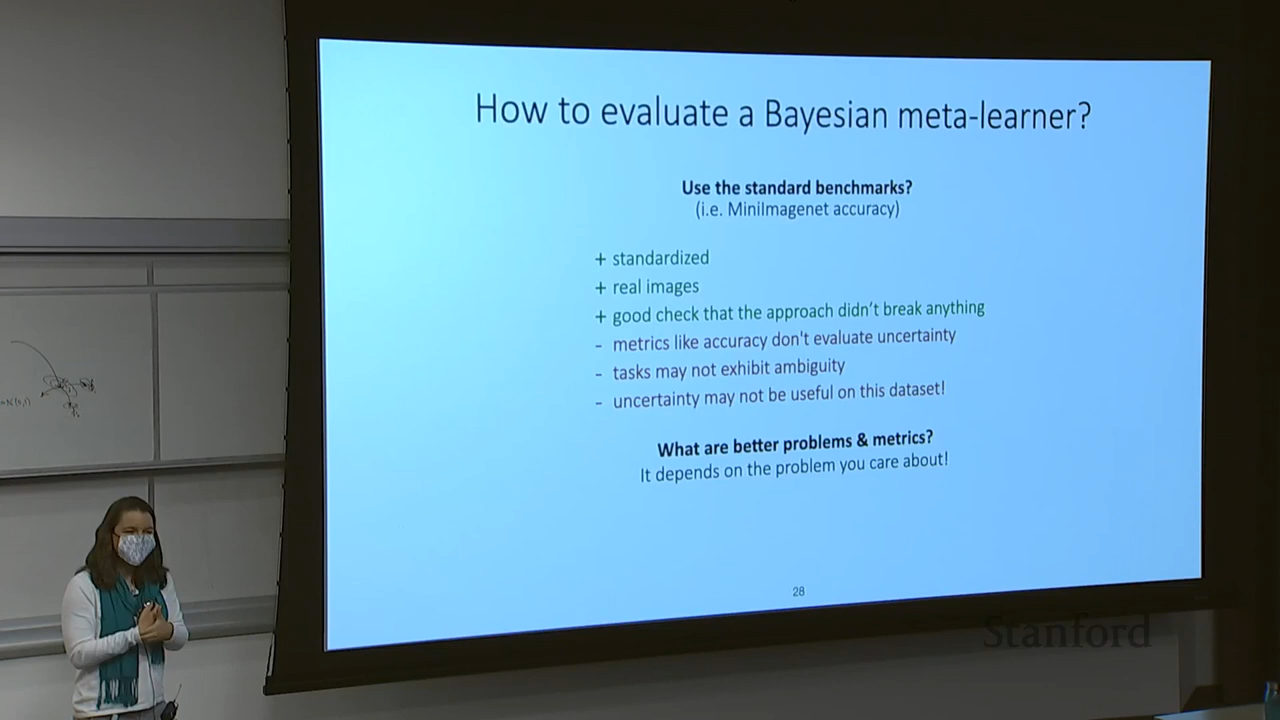 How to evaluate a Bayesian meta-learner?
Use the standard benchmarks?
(i.e. MiniImagenet accuracy)
+ standardized
+ real images
+ good check that the approach didn't break anything
- metrics like accuracy don't evaluate uncertainty
- tasks may not exhibit ambiguity
- uncertainty may not be useful on this dataset!
What are better problems & metrics?
It depends on the problem you care about!
28
Stanford